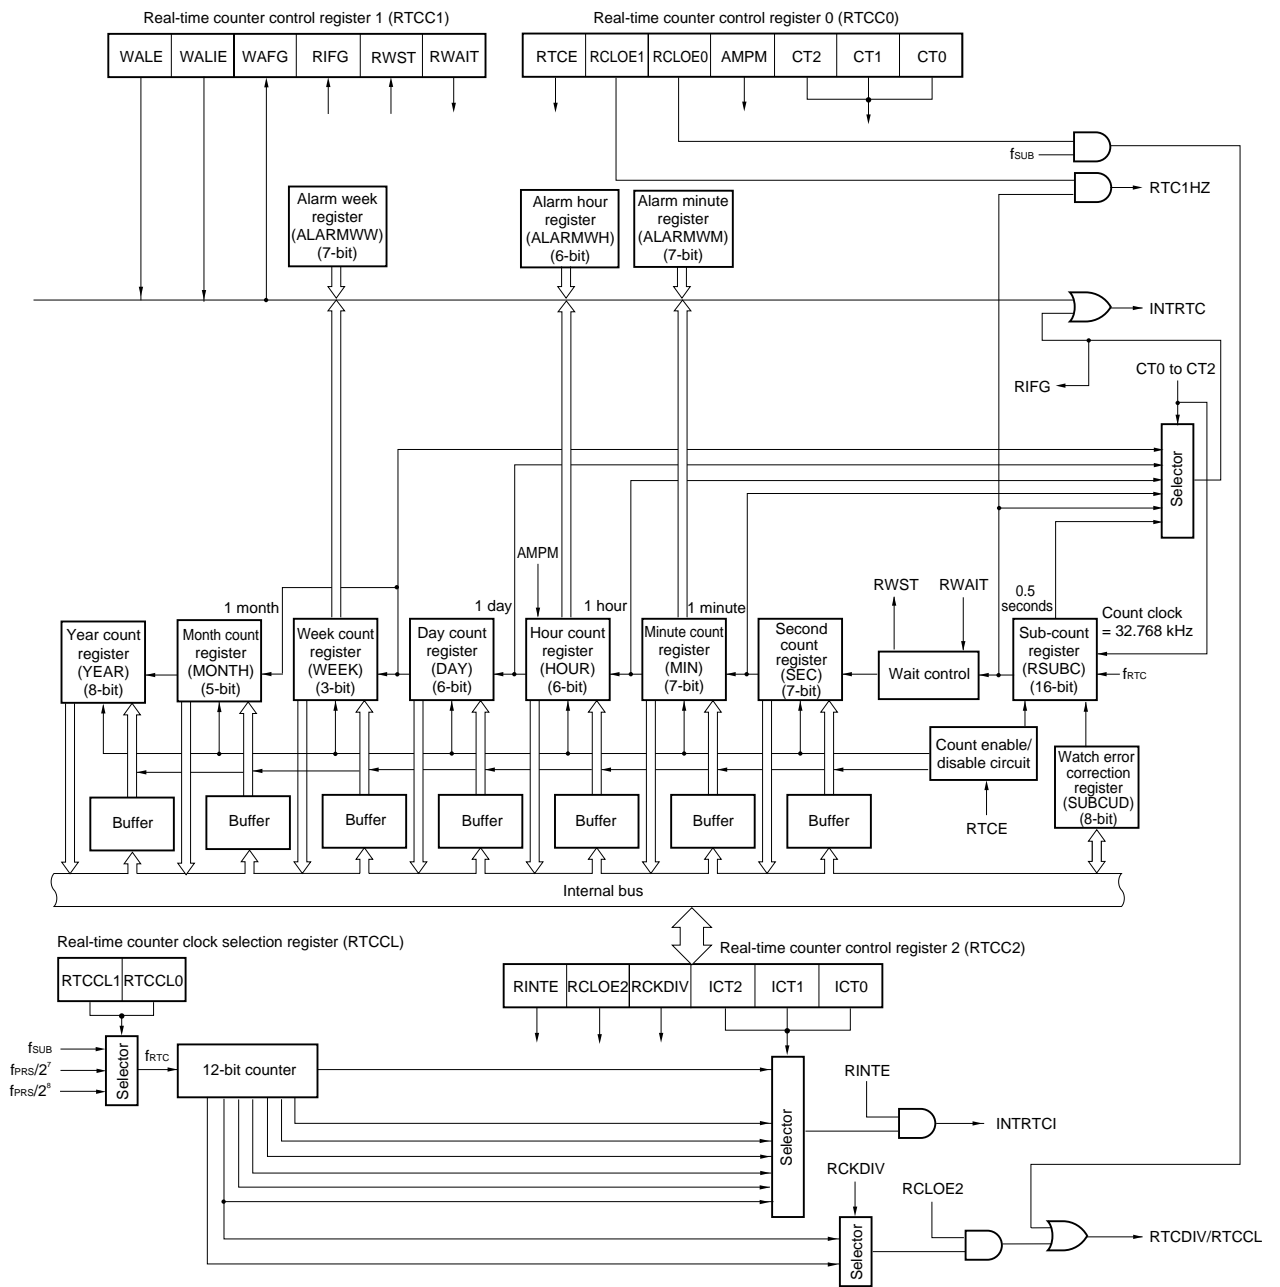 Real-time counter control register 1 (RTCC1)
Real-time counter control register 0 (RTCC0)
WALE WALIE WAFG RIFG RWST RWAIT
RTCE RCLOE1 RCLOE0 AMPM CT2 CT1 CT0
fSUB
RTC1HZ
Alarm week
register
(ALARMWW)
(7-bit)
Alarm hour
register
(ALARMWH)
(6-bit)
Alarm minute
register
(ALARMWM)
(7-bit)
INTRTC
RIFG
CT0 to CT2
Selector
AMPM
RWST
RWAIT
0.5
seconds
Count clock
= 32.768 kHz
1 month
1 day
1 hour
1 minute
Year count
register
(YEAR)
(8-bit)
Month count
register
(MONTH)
(5-bit)
Week count
register
(WEEK)
(3-bit)
Day count
register
(DAY)
(6-bit)
Hour count
register
(HOUR)
(6-bit)
Minute count
register
(MIN)
(7-bit)
Second
count
register
(SEC)
(7-bit)
Wait control
Sub-count
register
(RSUBC)
(16-bit)
fRTC
Count enable/
disable circuit
RTCE
Watch error
correction
register
(SUBCUD)
(8-bit)
Buffer
Buffer
Buffer
Buffer
Buffer
Buffer
Buffer
Internal bus
Real-time counter clock selection register (RTCCL)
RTCCL1 RTCCL0
Real-time counter control register 2 (RTCC2)
RINTE RCLOE2 RCKDIV ICT2 ICT1 ICT0
fSUB
fPRS/2⁷
fPRS/2⁸
Selector
fRTC
12-bit counter
Selector
RINTE
INTRTCI
RCKDIV
Selector
RCLOE2
RTCDIV/RTCCL